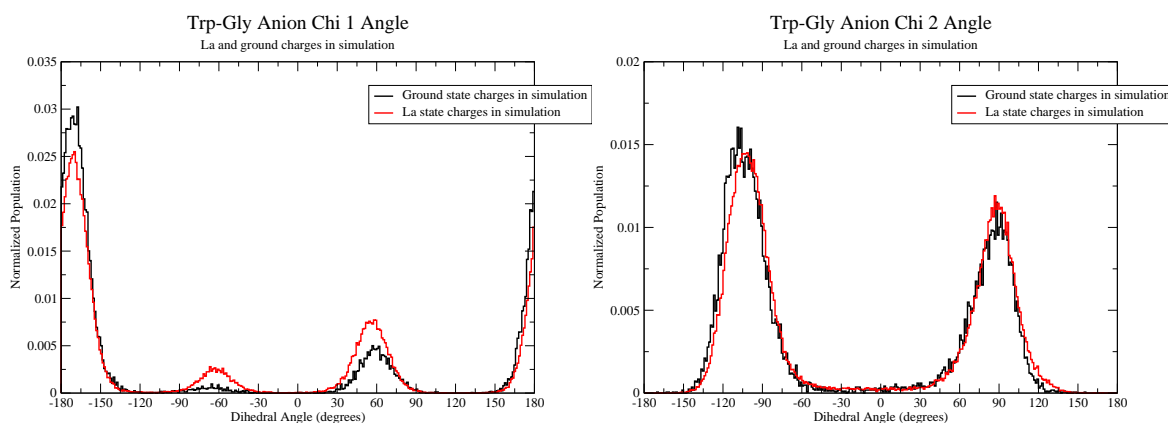 Trp-Gly Anion Chi 1 Angle
La and ground charges in simulation
0.035
0.03
0.025
0.02
0.015
0.01
0.005
0
Normalized Population
Ground state charges in simulation
La state charges in simulation
-180 -150 -120 -90 -60 -30 0 30 60 90 120 150 180
Dihedral Angle (degrees)
Trp-Gly Anion Chi 2 Angle
La and ground charges in simulation
0.02
0.015
0.01
0.005
0
Normalized Population
Ground state charges in simulation
La state charges in simulation
-180 -150 -120 -90 -60 -30 0 30 60 90 120 150 180
Dihedral Angle (degrees)